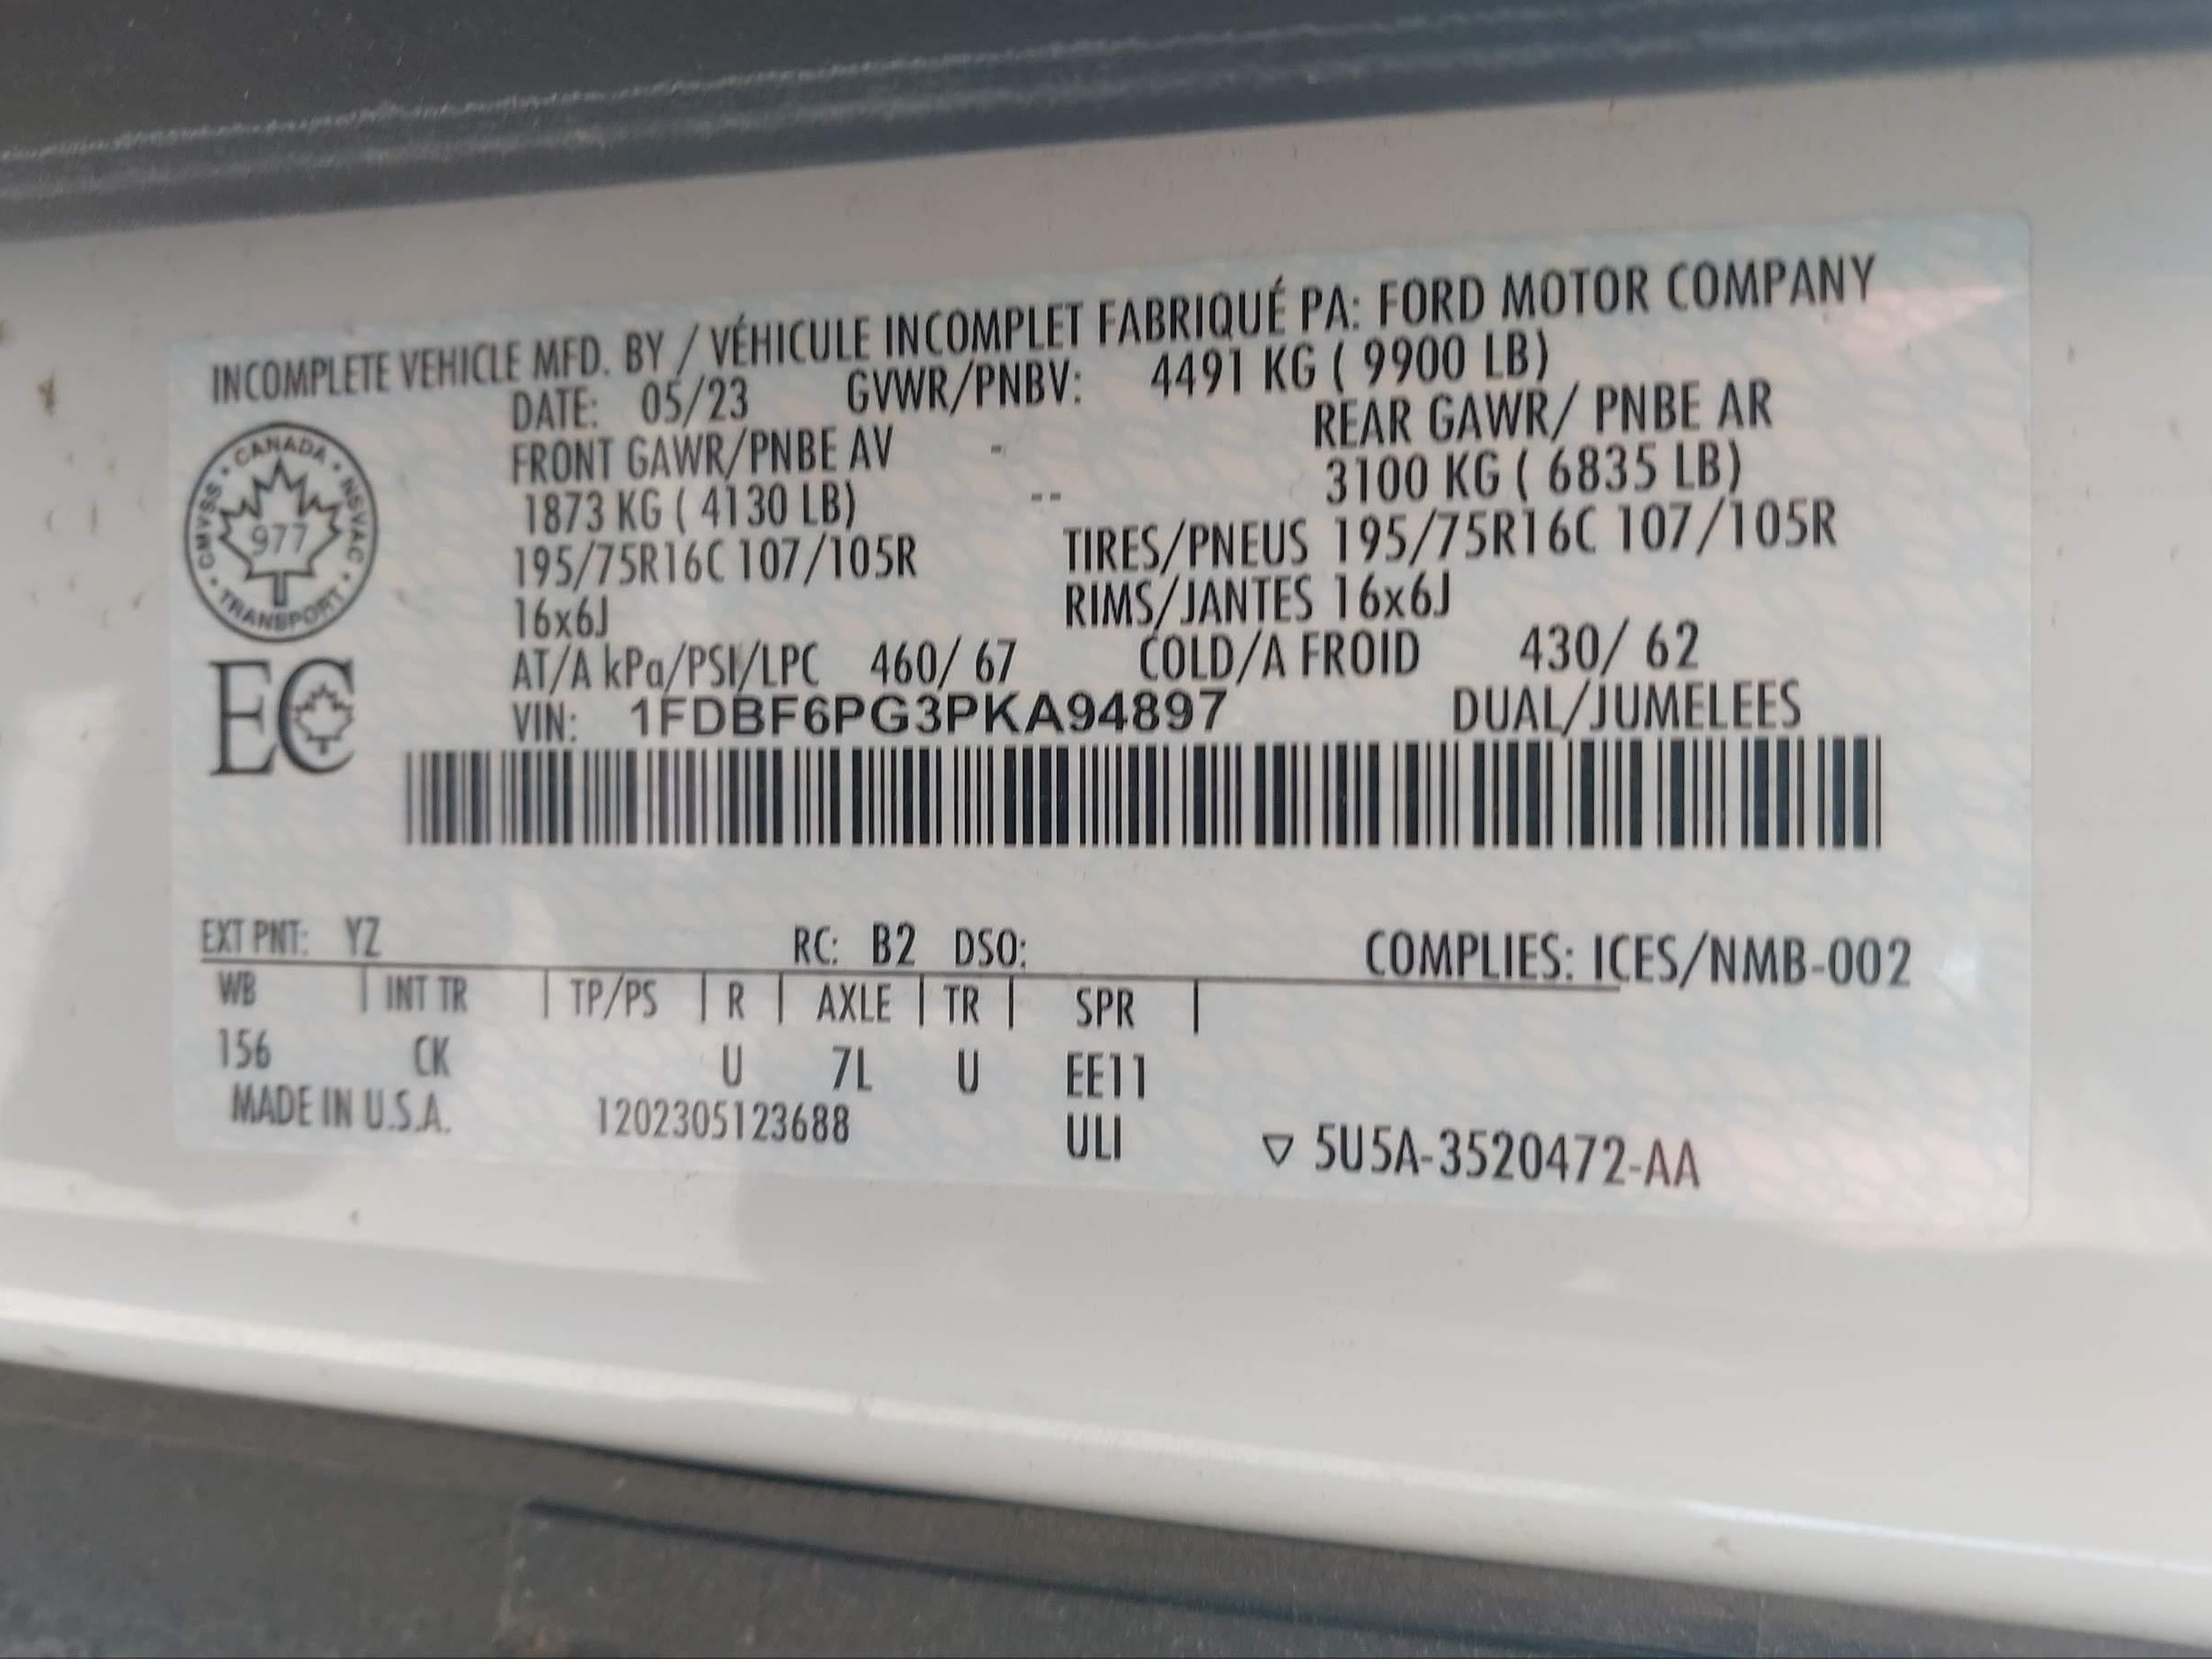 INCOMPLETE VEHICLE MFD. BY / VÉHICULE INCOMPLET FABRIQUÉ PA: FORD MOTOR COMPANY
DATE: 05/23 GVWR/PNBV: 4491 KG ( 9900 LB)
FRONT GAWR/PNBE AV - REAR GAWR/ PNBE AR
1873 KG ( 4130 LB) -- 3100 KG ( 6835 LB)
195/75R16C 107/105R TIRES/PNEUS 195/75R16C 107/105R
16x6J RIMS/JANTES 16x6J
AT/A kPa/PSI/LPC 460/ 67 COLD/A FROID 430/ 62
VIN: 1FDBF6PG3PKA94897 DUAL/JUMELEES
CANADA • NSVAC • TRANSPORT • CMVSS •
977
EC
EXT PNT: YZ RC: B2 DSO: COMPLIES: ICES/NMB-002
WB | INT TR | TP/PS | R | AXLE | TR | SPR |
156 CK U 7L U EE11
MADE IN U.S.A. 1202305123688 ULI ▽ 5U5A-3520472-AA